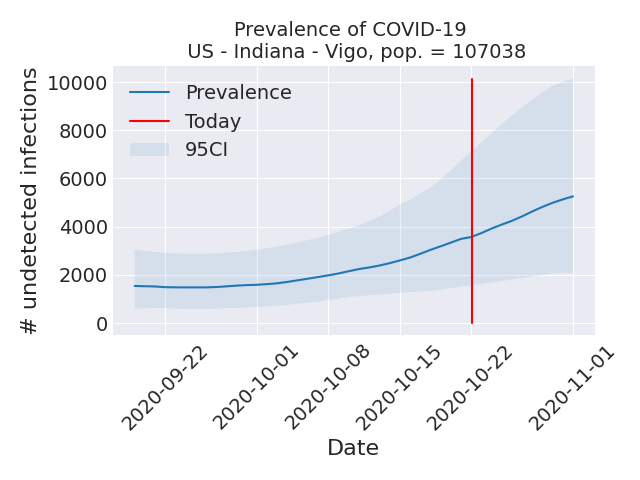 Prevalence of COVID-19
US - Indiana - Vigo, pop. = 107038
# undetected infections
10000
8000
6000
4000
2000
0
Prevalence
Today
95CI
2020-09-22
2020-10-01
2020-10-08
2020-10-15
2020-10-22
2020-11-01
Date